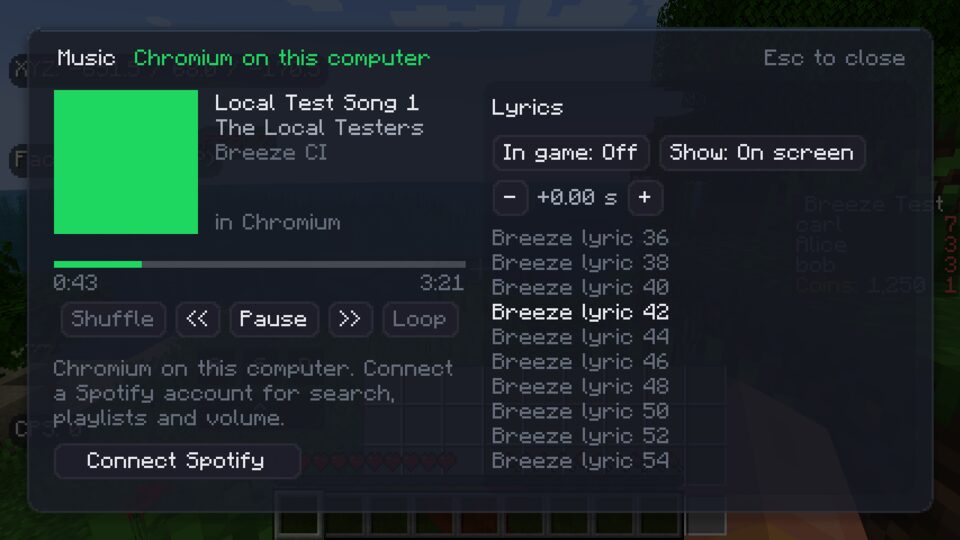 Music Chromium on this computer
Esc to close
Local Test Song 1
The Local Testers
Breeze CI
in Chromium
0:43
3:21
Shuffle << Pause >> Loop
Chromium on this computer. Connect
a Spotify account for search,
playlists and volume.
Connect Spotify
Lyrics
In game: Off
Show: On screen
- +0.00 s +
Breeze lyric 36
Breeze lyric 38
Breeze lyric 40
Breeze lyric 42
Breeze lyric 44
Breeze lyric 46
Breeze lyric 48
Breeze lyric 50
Breeze lyric 52
Breeze lyric 54
Breeze Test
carl 7
Alice 3
bob 3
Coins: 1,250 1